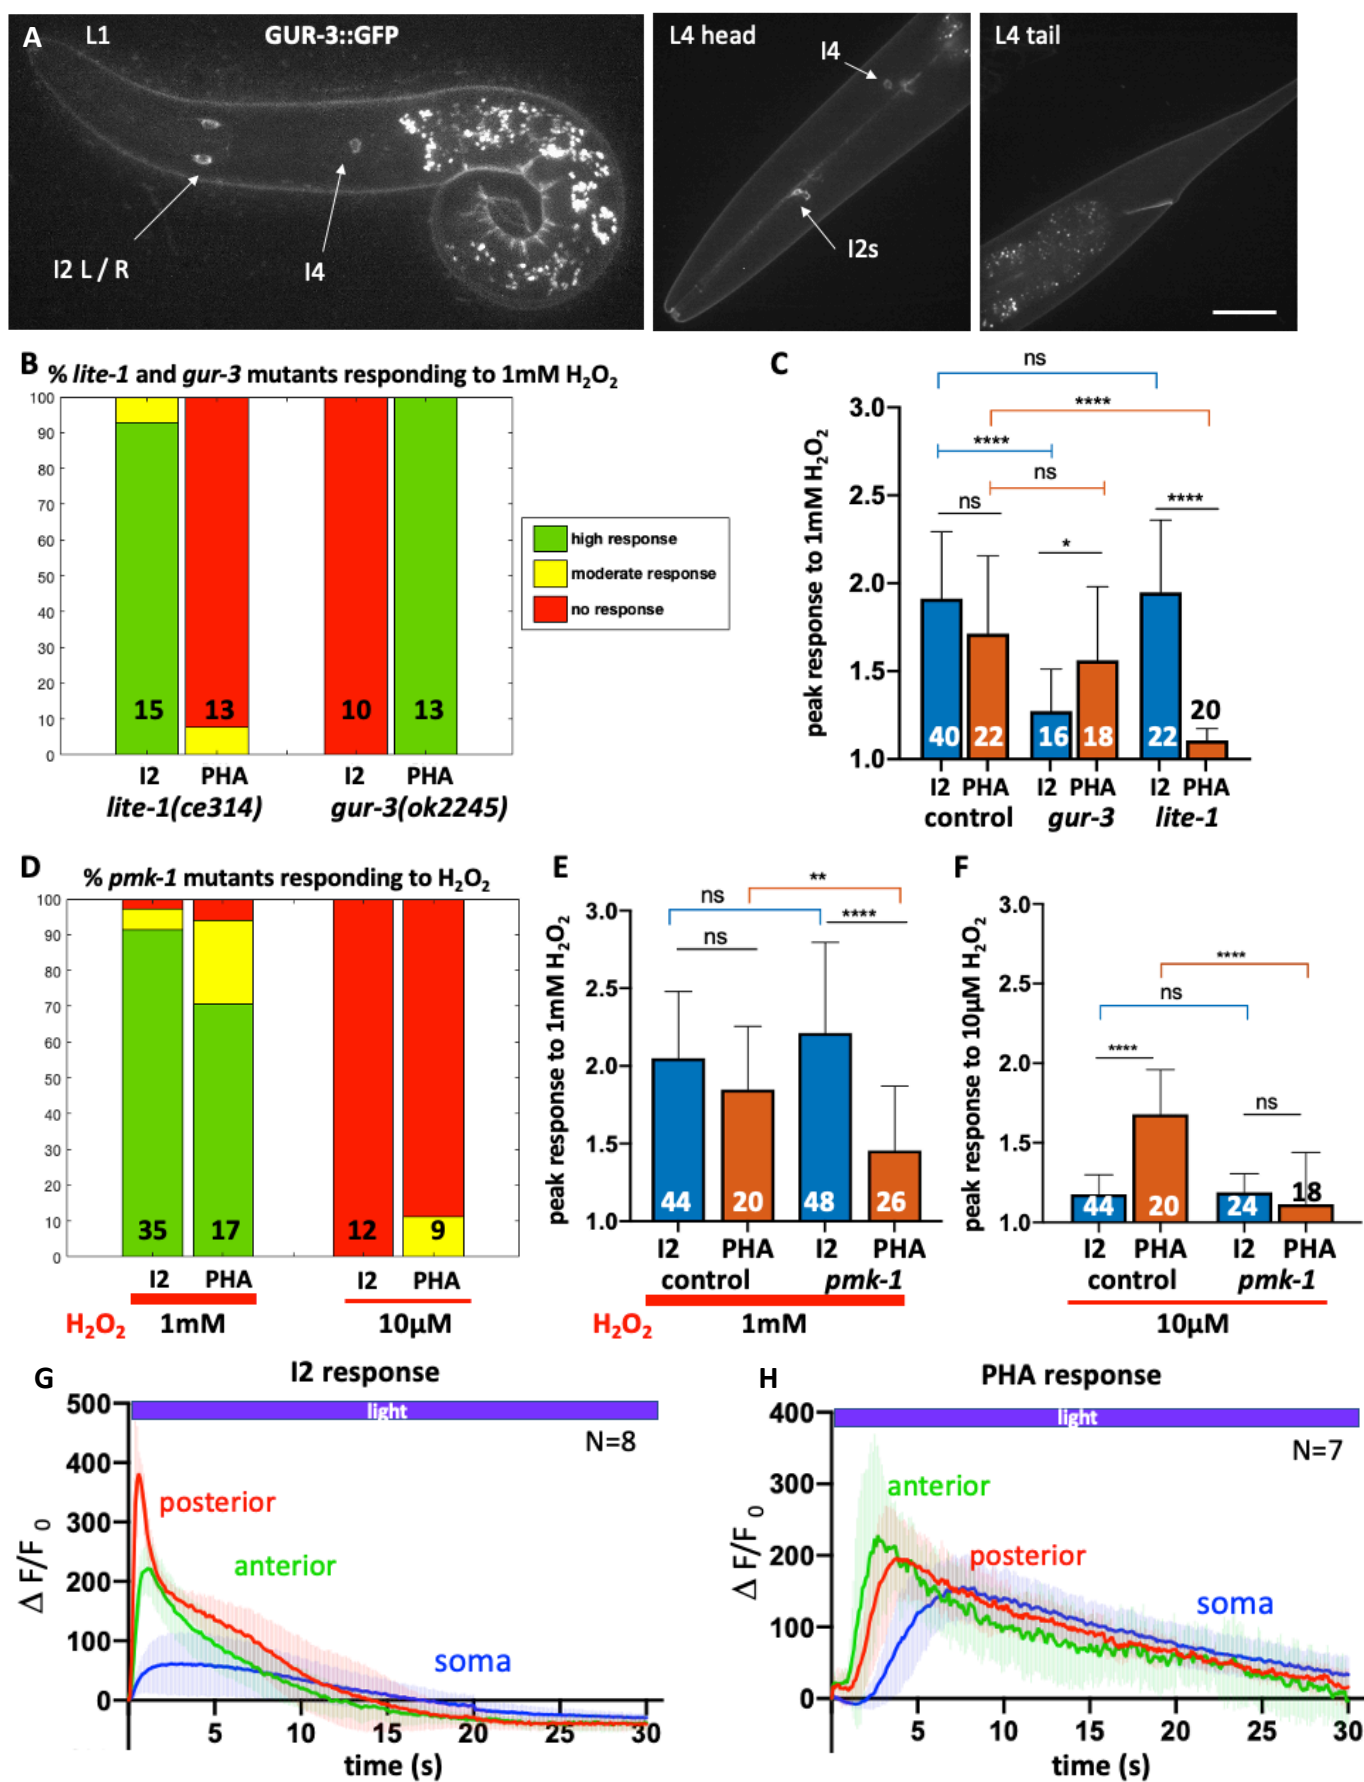 A L1 GUR-3::GFP
I2 L / R
I4
L4 head
I4
I2s
L4 tail
B % lite-1 and gur-3 mutants responding to 1mM H₂O₂
100
90
80
70
60
50
40
30
20
10
0
15 13 10 13
I2 PHA I2 PHA
lite-1(ce314) gur-3(ok2245)
high response
moderate response
no response
C
peak response to 1mM H₂O₂
3.0
2.5
2.0
1.5
1.0
ns
****
****
ns
ns
*
****
40 22 16 18 22 20
I2 PHA I2 PHA I2 PHA
control gur-3 lite-1
D % pmk-1 mutants responding to H₂O₂
100
90
80
70
60
50
40
30
20
10
0
35 17 12 9
I2 PHA I2 PHA
H₂O₂ 1mM 10µM
E
peak response to 1mM H₂O₂
3.0
2.5
2.0
1.5
1.0
**
ns
****
ns
44 20 48 26
I2 PHA I2 PHA
control pmk-1
H₂O₂ 1mM
F
peak response to 10µM H₂O₂
3.0
2.5
2.0
1.5
1.0
****
ns
****
ns
44 20 24 18
I2 PHA I2 PHA
control pmk-1
10µM
G I2 response
light
N=8
Δ F/F₀
500
400
300
200
100
0
posterior
anterior
soma
5 10 15 20 25 30
time (s)
H PHA response
light
N=7
Δ F/F₀
400
300
200
100
0
anterior
posterior
soma
5 10 15 20 25 30
time (s)